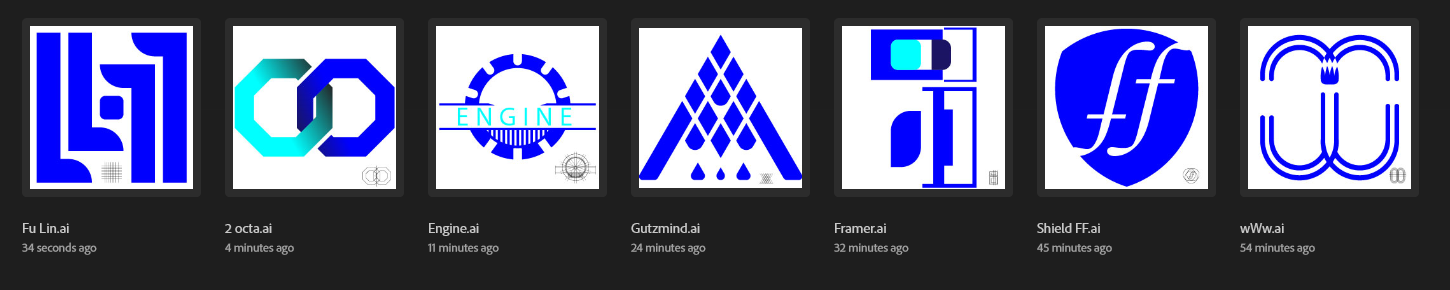 ENGINE
ff
Fu Lin.ai
34 seconds ago
2 octa.ai
4 minutes ago
Engine.ai
11 minutes ago
Gutzmind.ai
24 minutes ago
Framer.ai
32 minutes ago
Shield FF.ai
45 minutes ago
wWw.ai
54 minutes ago